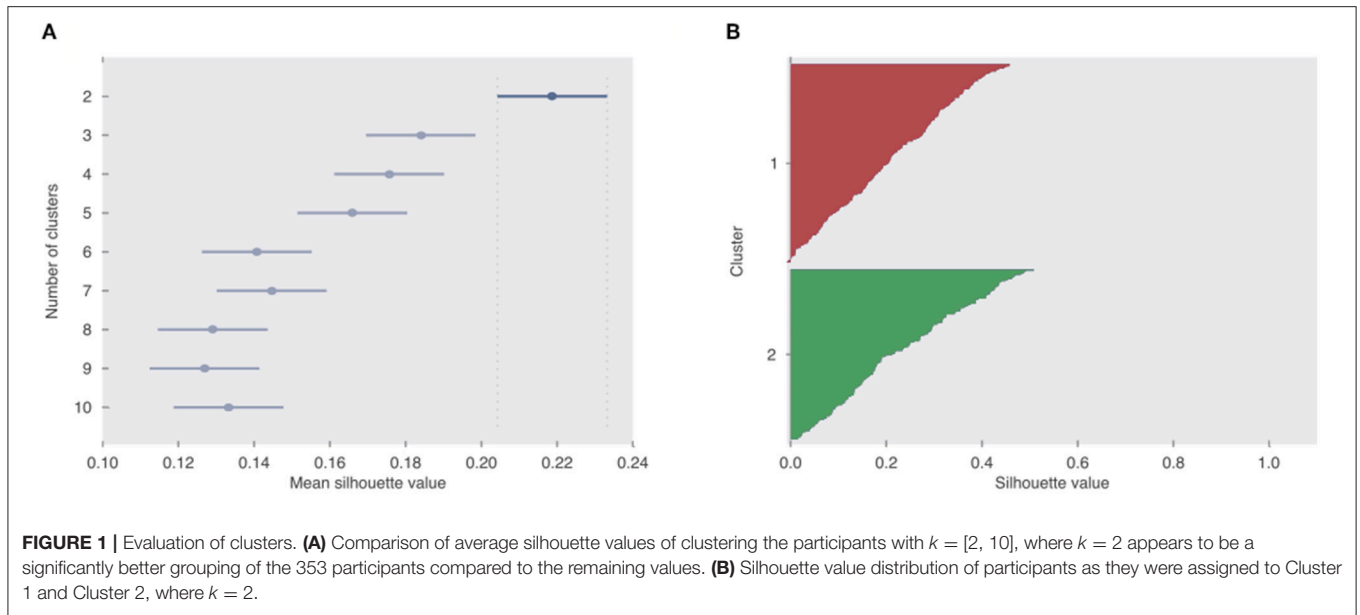 A
B
Number of clusters
2
3
4
5
6
7
8
9
10
0.10 0.12 0.14 0.16 0.18 0.20 0.22 0.24
Mean silhouette value
Cluster
1
2
0.0 0.2 0.4 0.6 0.8 1.0
Silhouette value
FIGURE 1 | Evaluation of clusters. (A) Comparison of average silhouette values of clustering the participants with k = [2, 10], where k = 2 appears to be a
significantly better grouping of the 353 participants compared to the remaining values. (B) Silhouette value distribution of participants as they were assigned to Cluster
1 and Cluster 2, where k = 2.